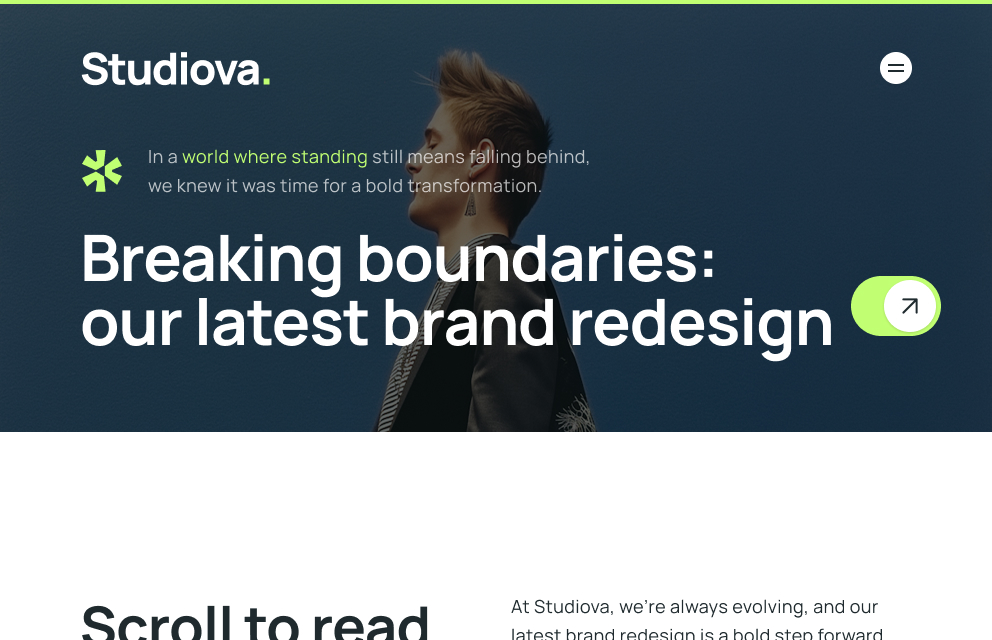 Studiova.
In a world where standing still means falling behind,
we knew it was time for a bold transformation.
Breaking boundaries:
our latest brand redesign
Scroll to read
At Studiova, we're always evolving, and our
latest brand redesign is a bold step forward